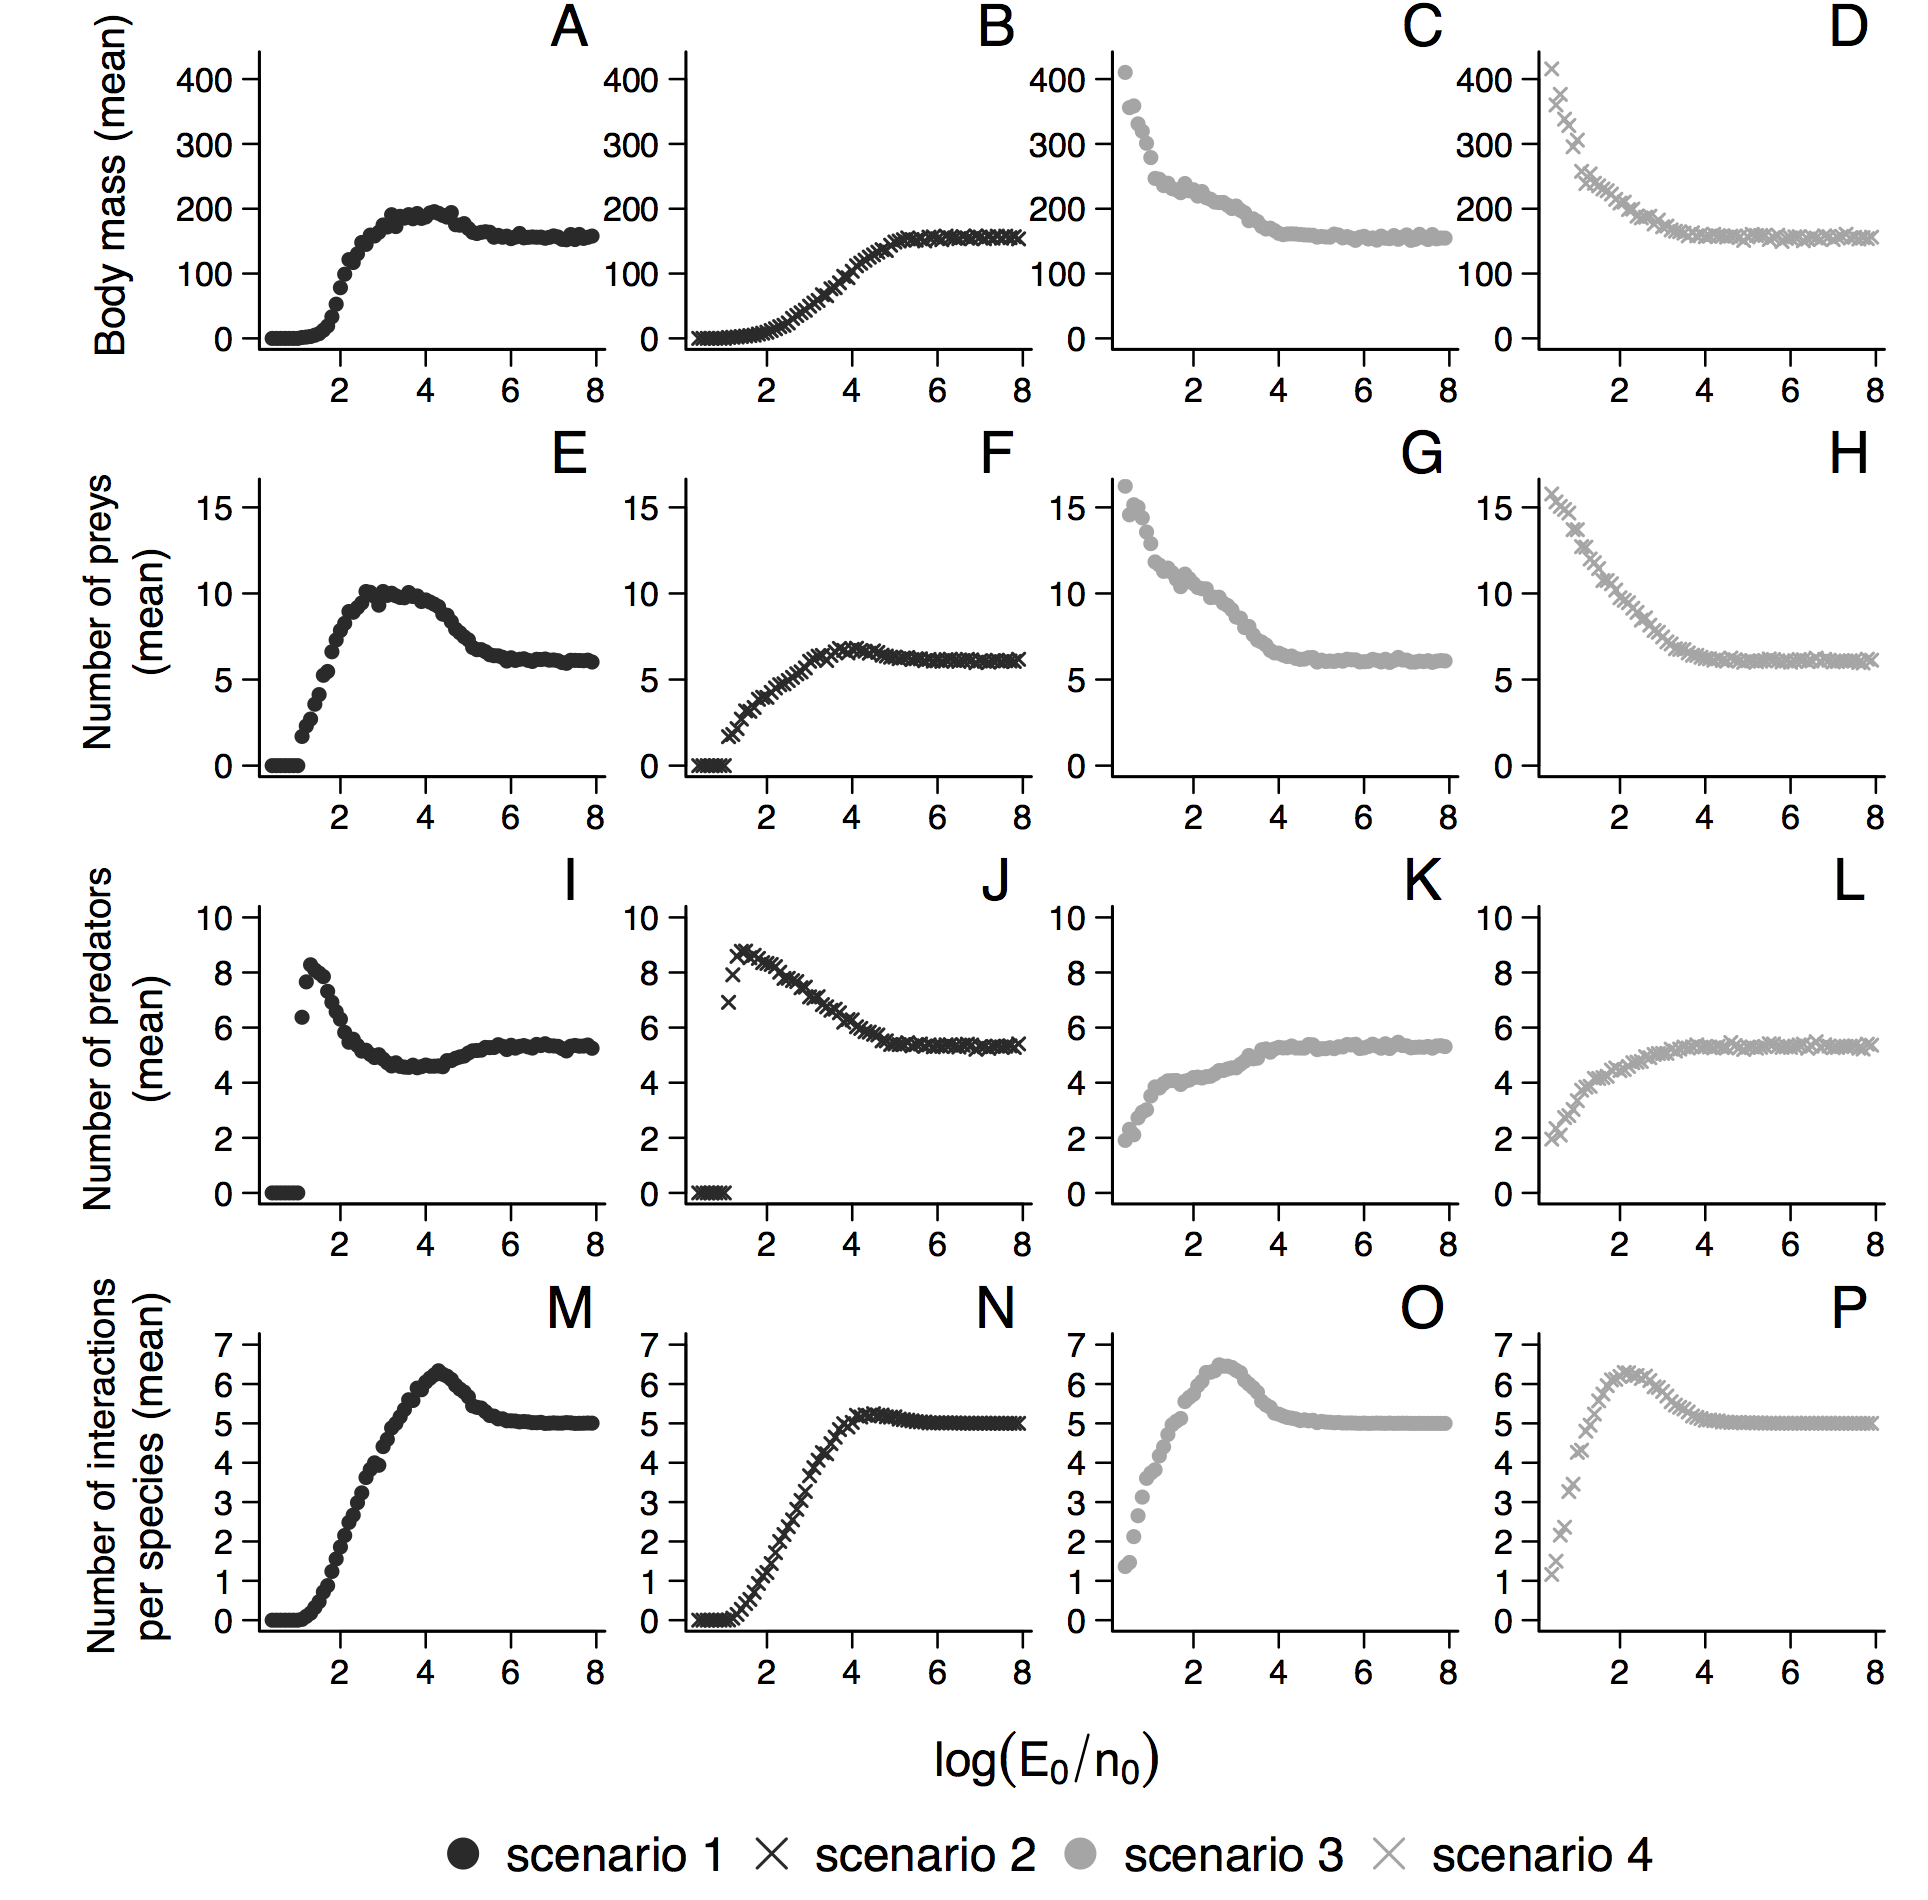 A B C D
Body mass (mean)
400 400 400 400
300 300 300 300
200 200 200 200
100 100 100 100
0 0 0 0
2 4 6 8 2 4 6 8 2 4 6 8 2 4 6 8
E F G H
Number of preys
(mean)
15 15 15 15
10 10 10 10
5 5 5 5
0 0 0 0
2 4 6 8 2 4 6 8 2 4 6 8 2 4 6 8
I J K L
Number of predators
(mean)
10 10 10 10
8 8 8 8
6 6 6 6
4 4 4 4
2 2 2 2
0 0 0 0
2 4 6 8 2 4 6 8 2 4 6 8 2 4 6 8
M N O P
Number of interactions
per species (mean)
7 7 7 7
6 6 6 6
5 5 5 5
4 4 4 4
3 3 3 3
2 2 2 2
1 1 1 1
0 0 0 0
2 4 6 8 2 4 6 8 2 4 6 8 2 4 6 8
log(E₀/n₀)
scenario 1 scenario 2 scenario 3 scenario 4